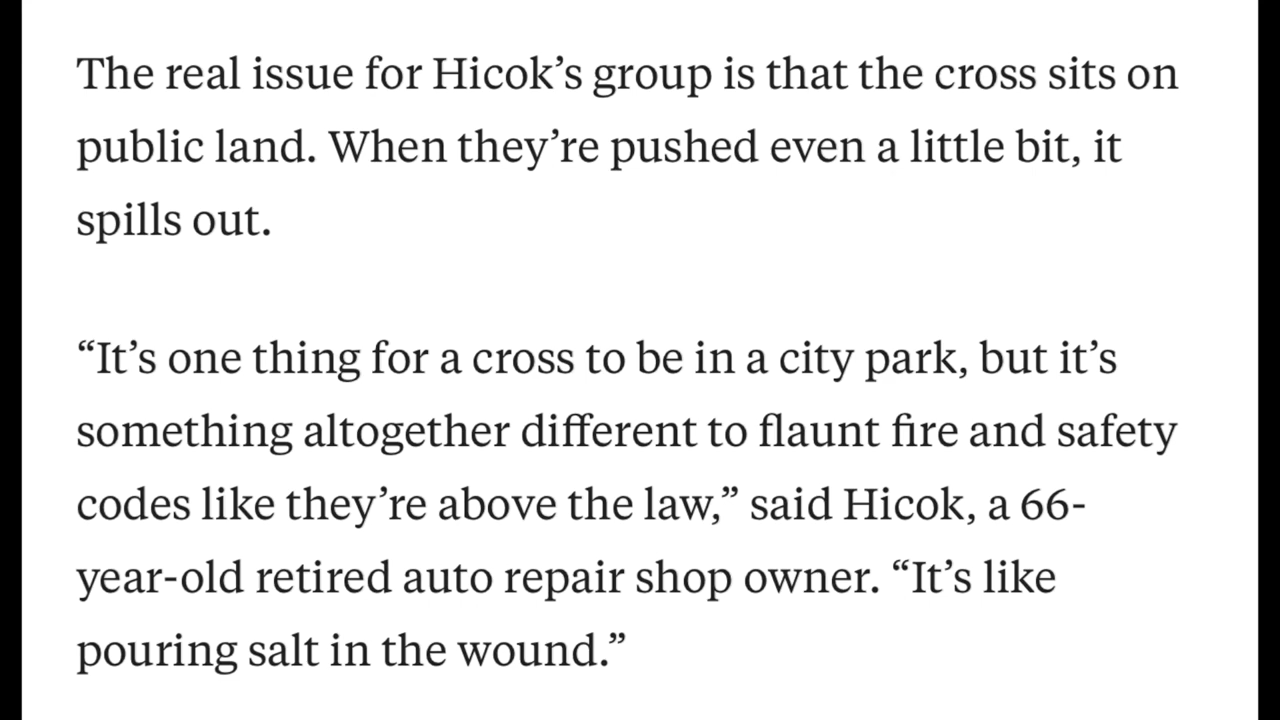 The real issue for Hicok’s group is that the cross sits on
public land. When they’re pushed even a little bit, it
spills out.
“It’s one thing for a cross to be in a city park, but it’s
something altogether different to flaunt fire and safety
codes like they’re above the law,” said Hicok, a 66-
year-old retired auto repair shop owner. “It’s like
pouring salt in the wound.”